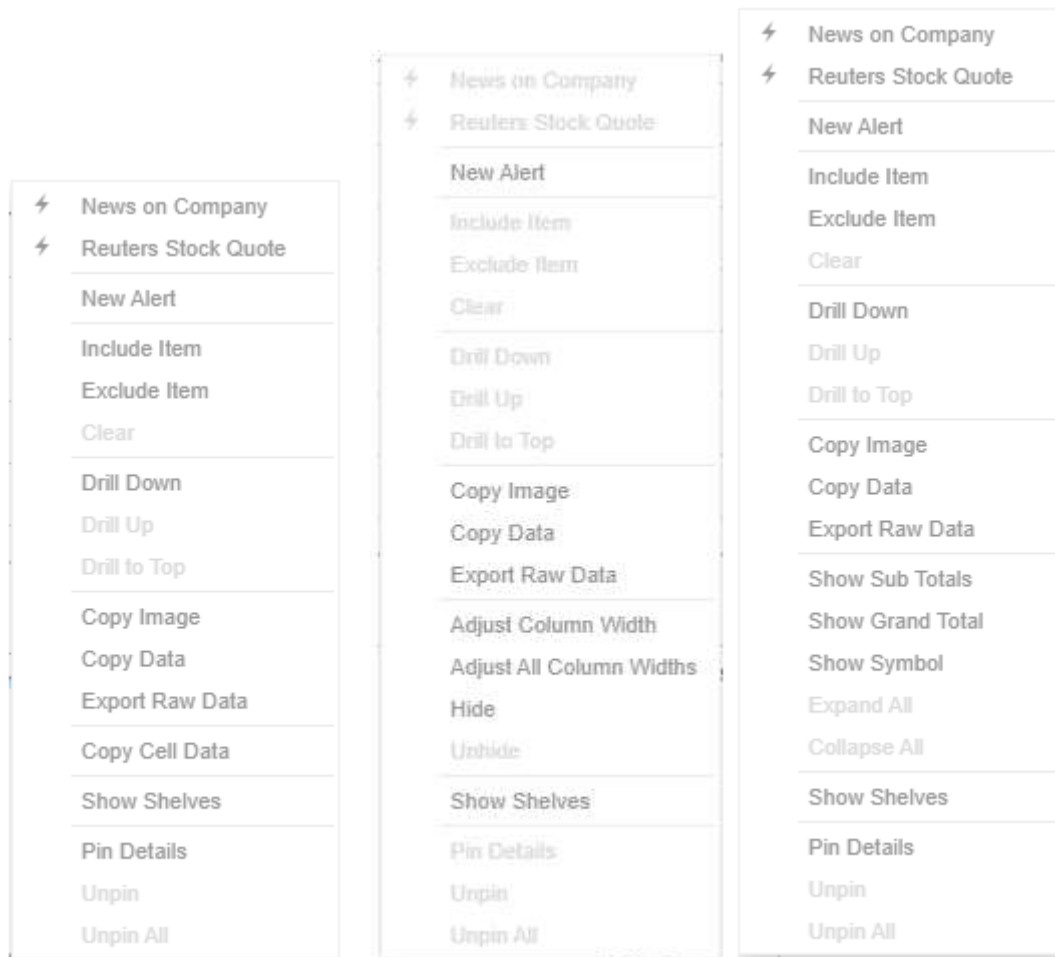 News on Company
Reuters Stock Quote
New Alert
Include Item
Exclude Item
Clear
Drill Down
Drill Up
Drill to Top
Copy Image
Copy Data
Export Raw Data
Copy Cell Data
Show Shelves
Pin Details
Unpin
Unpin All
News on Company
Reuters Stock Quote
New Alert
Include Item
Exclude Item
Clear
Drill Down
Drill Up
Drill to Top
Copy Image
Copy Data
Export Raw Data
Adjust Column Width
Adjust All Column Widths
Hide
Unhide
Show Shelves
Pin Details
Unpin
Unpin All
News on Company
Reuters Stock Quote
New Alert
Include Item
Exclude Item
Clear
Drill Down
Drill Up
Drill to Top
Copy Image
Copy Data
Export Raw Data
Show Sub Totals
Show Grand Total
Show Symbol
Expand All
Collapse All
Show Shelves
Pin Details
Unpin
Unpin All